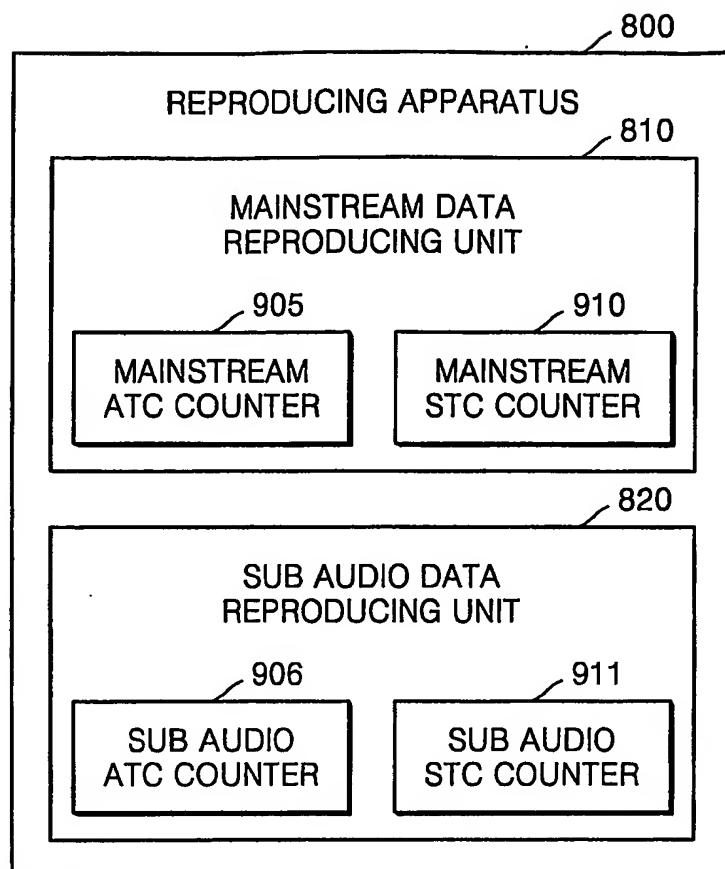 800
REPRODUCING APPARATUS
810
MAINSTREAM DATA
REPRODUCING UNIT
905
910
MAINSTREAM
ATC COUNTER
MAINSTREAM
STC COUNTER
820
SUB AUDIO DATA
REPRODUCING UNIT
906
911
SUB AUDIO
ATC COUNTER
SUB AUDIO
STC COUNTER